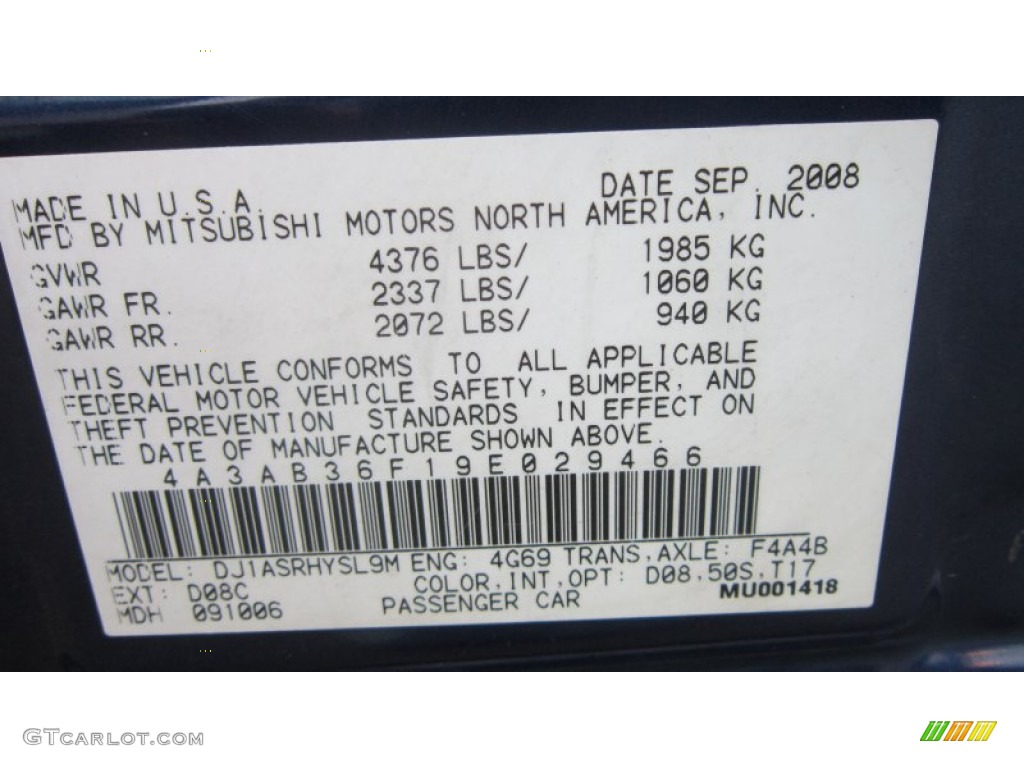 DATE SEP. 2008
MADE IN U.S.A.
MFD BY MITSUBISHI MOTORS NORTH AMERICA, INC.
GVWR 4376 LBS/ 1985 KG
GAWR FR. 2337 LBS/ 1060 KG
GAWR RR. 2072 LBS/ 940 KG
THIS VEHICLE CONFORMS TO ALL APPLICABLE
FEDERAL MOTOR VEHICLE SAFETY, BUMPER, AND
THEFT PREVENTION STANDARDS IN EFFECT ON
THE DATE OF MANUFACTURE SHOWN ABOVE.
4A3AB36F19E029466
MODEL: DJ1ASRHYSL9M ENG: 4G69 TRANS.AXLE: F4A4B
EXT: D08C COLOR.INT.OPT: D08.50S.T17
MDH 091006 PASSENGER CAR MU001418
GTCARLOT.COM